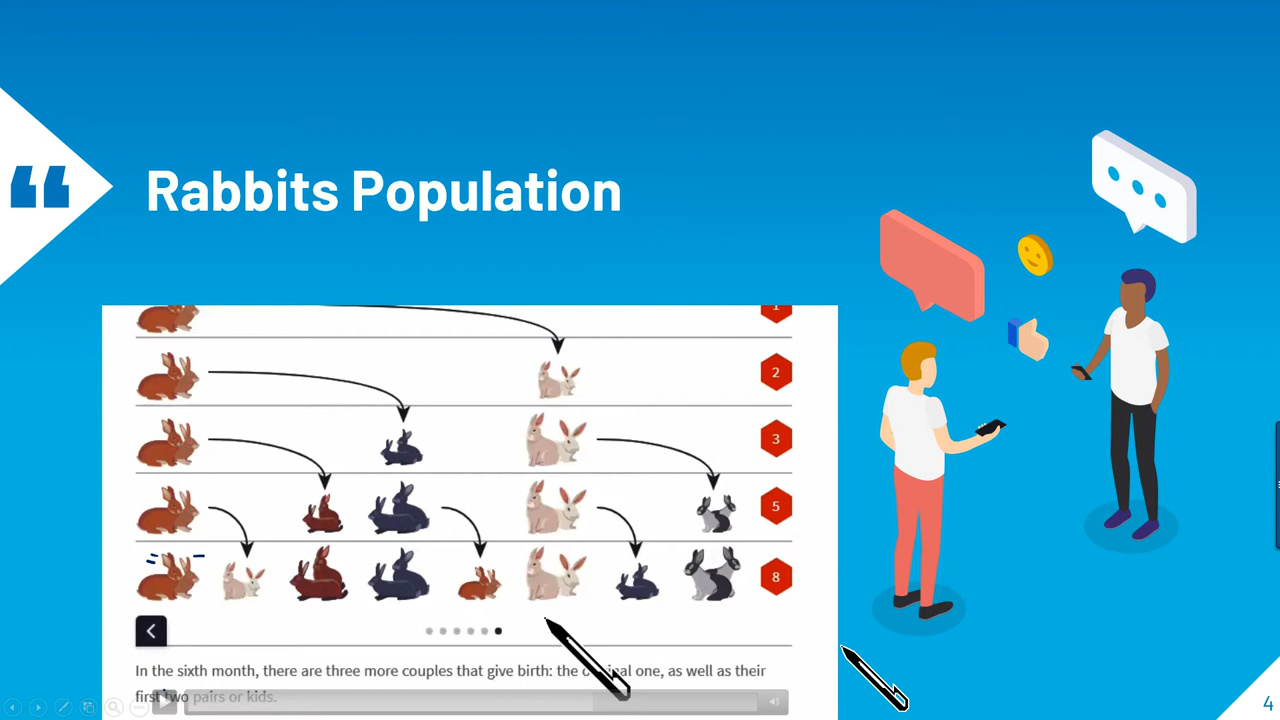 “
Rabbits Population
1
2
3
5
8
In the sixth month, there are three more couples that give birth: the one, as well as their
first two pairs or kids.
4